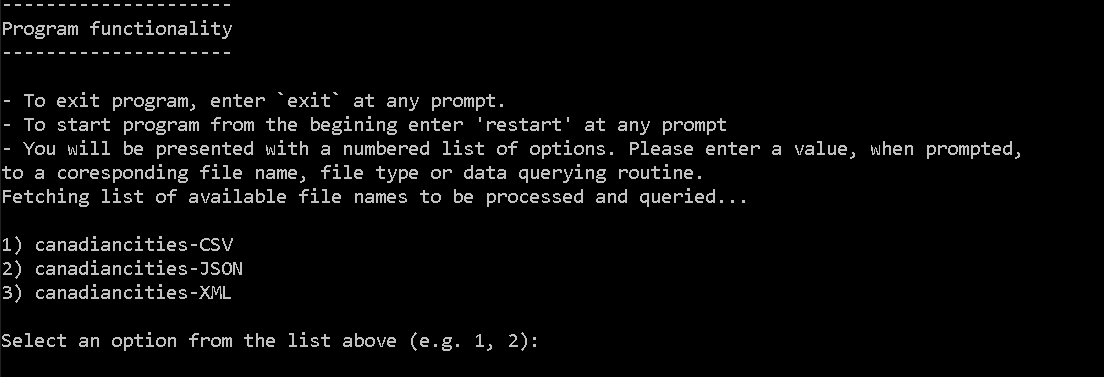 ---------------------
Program functionality
---------------------
- To exit program, enter `exit` at any prompt.
- To start program from the begining enter 'restart' at any prompt
- You will be presented with a numbered list of options. Please enter a value, when prompted,
to a coresponding file name, file type or data querying routine.
Fetching list of available file names to be processed and queried...
1) canadiancities-CSV
2) canadiancities-JSON
3) canadiancities-XML
Select an option from the list above (e.g. 1, 2):